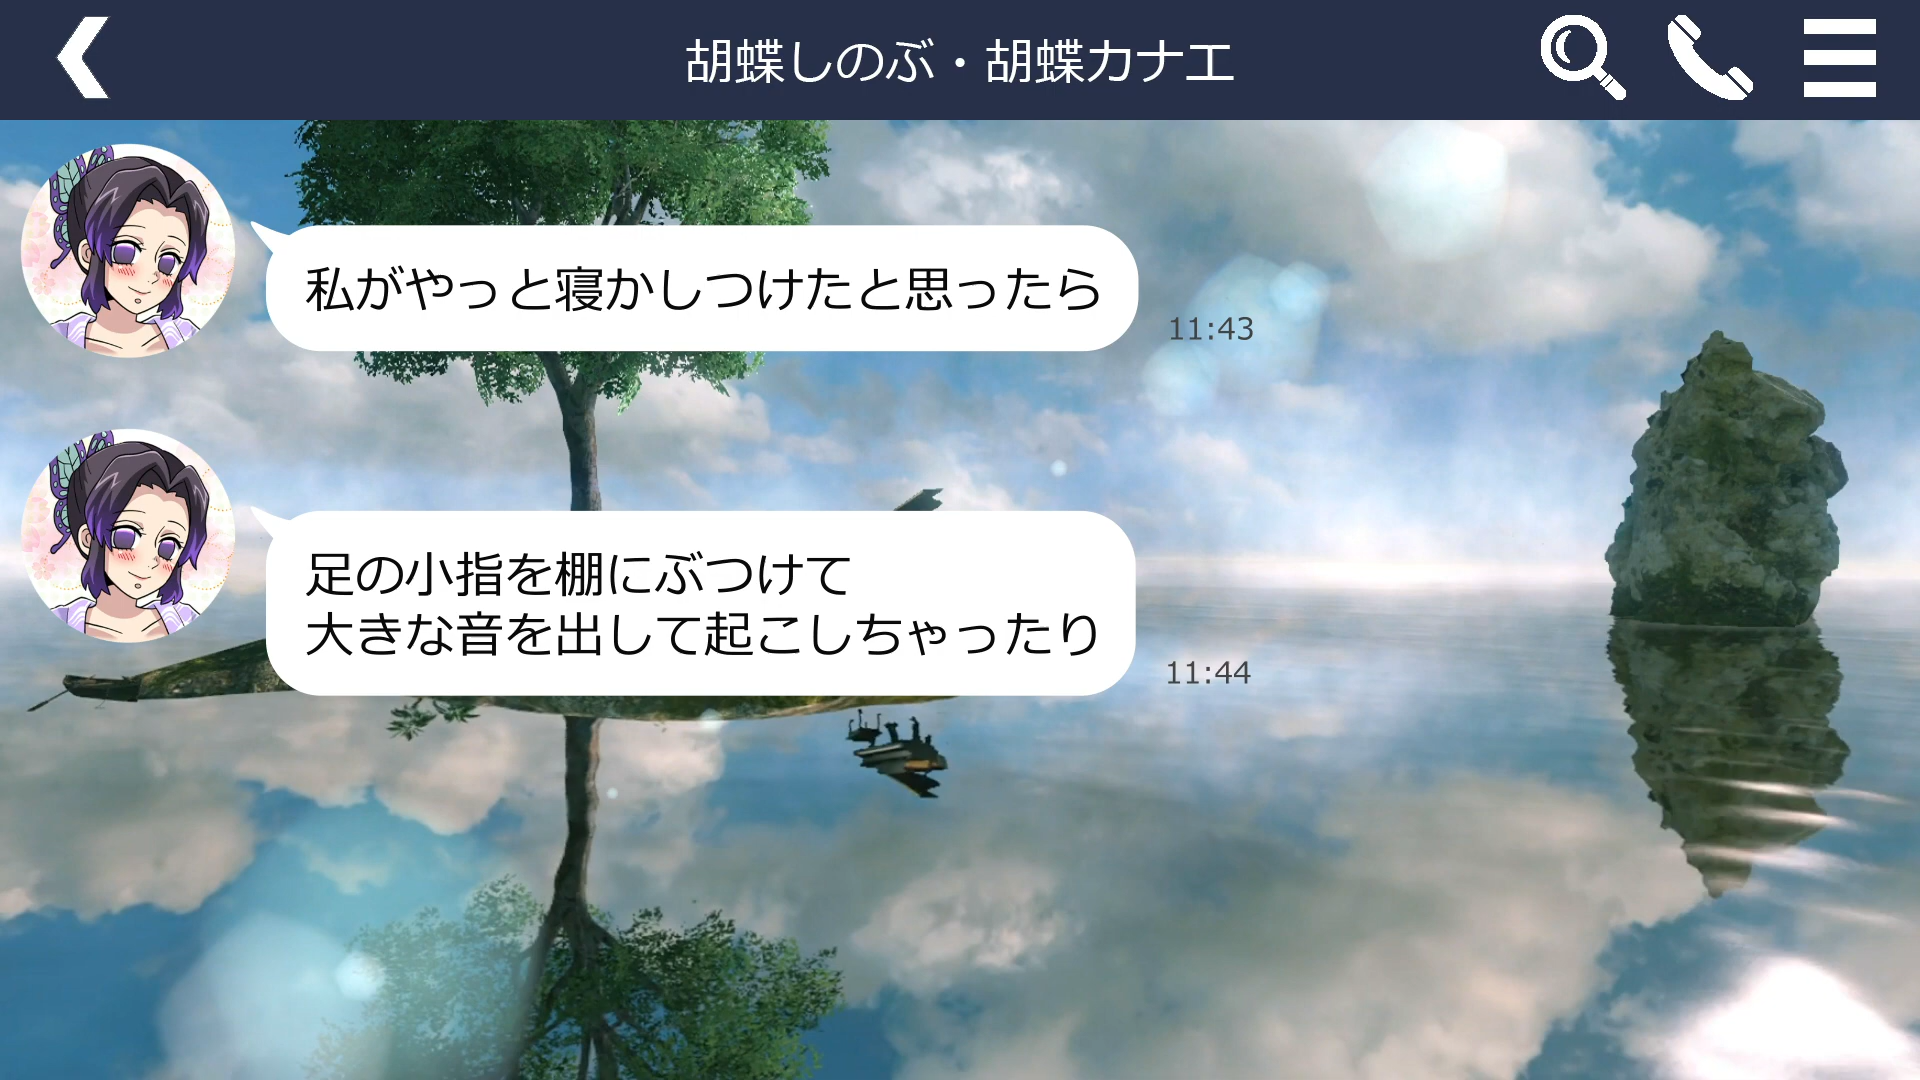 胡蝶しのぶ・胡蝶カナエ
私がやっと寝かしつけたと思ったら
11:43
足の小指を棚にぶつけて
大きな音を出して起こしちゃったり
11:44